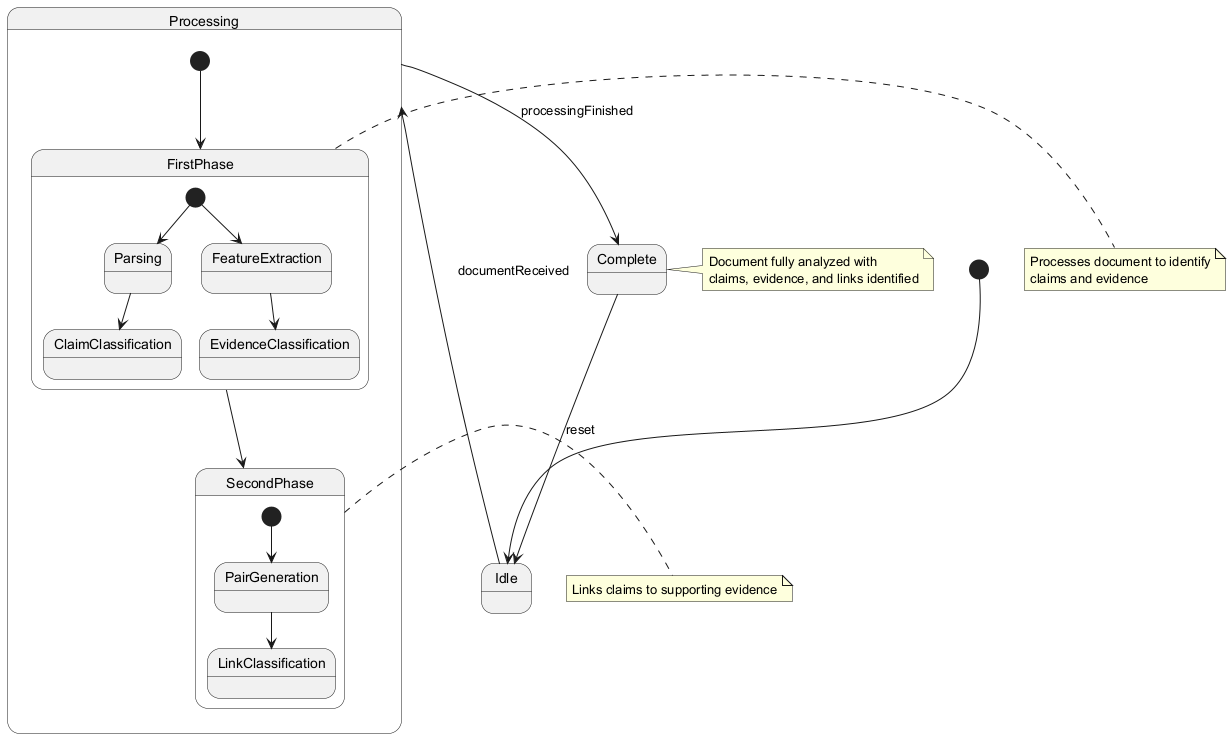 Processing
processingFinished
FirstPhase
Parsing
FeatureExtraction
ClaimClassification
EvidenceClassification
documentReceived
Complete
Document fully analyzed with
claims, evidence, and links identified
Processes document to identify
claims and evidence
reset
SecondPhase
PairGeneration
LinkClassification
Idle
Links claims to supporting evidence